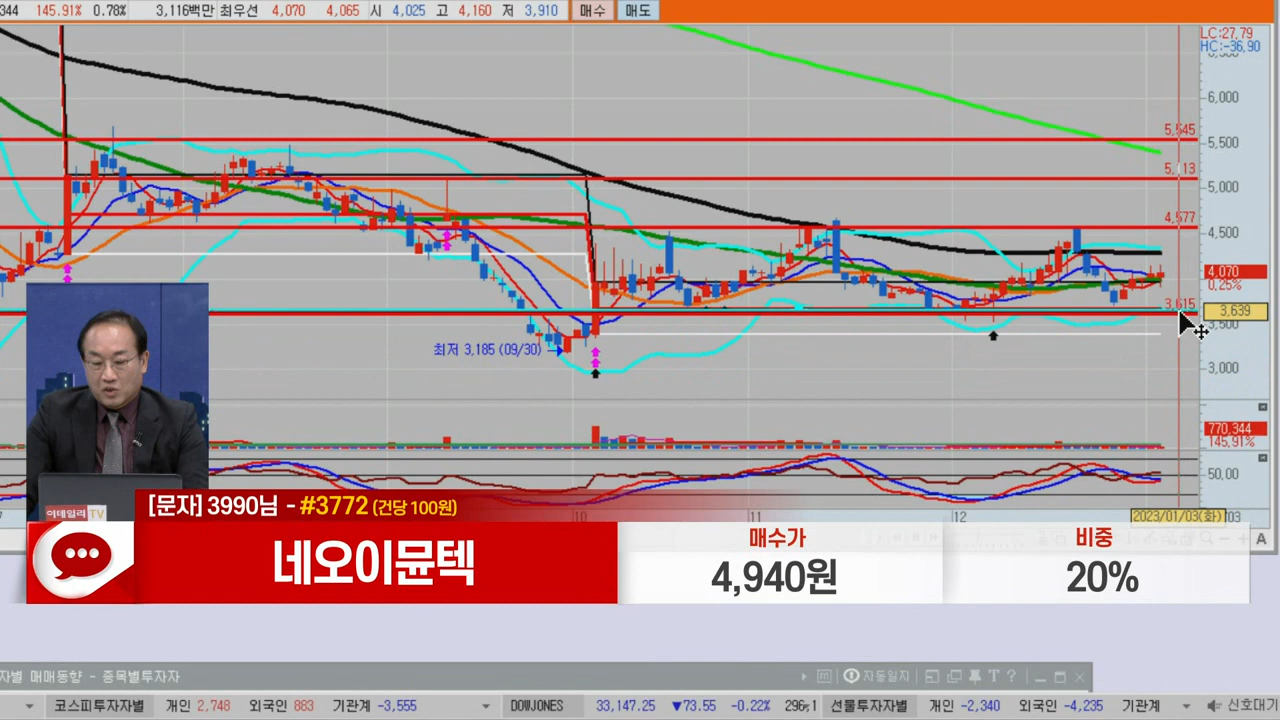 344 145.91% 0.78% 3,116백만 최우선 4,070 4,065 시 4,025 고 4,160 저 3,910 매수 매도
LC:27,79
HC:-36,90
6,000
5,545
5,500
5,113
5,000
4,577
4,500
4,070
0.25%
3,615
3,639
3,500
최저 3,185 (09/30)
3,000
770,344
145.91%
50,00
이데일리TV
10
11
12
2023/01/03(화)
/03
A
[문자] 3990님 - #3772 (건당 100원)
네오이뮨텍
매수가
4,940원
비중
20%
자별 매매동향 - 종목별투자자
자동일지 T ?
코스피투자자별 개인 2,748 외국인 883 기관계 -3,555 DOWJONES 33,147.25 ▼73.55 -0.22% 296,1 선물투자자별 개인 -2,340 외국인 -4,235 기관계 신호대기